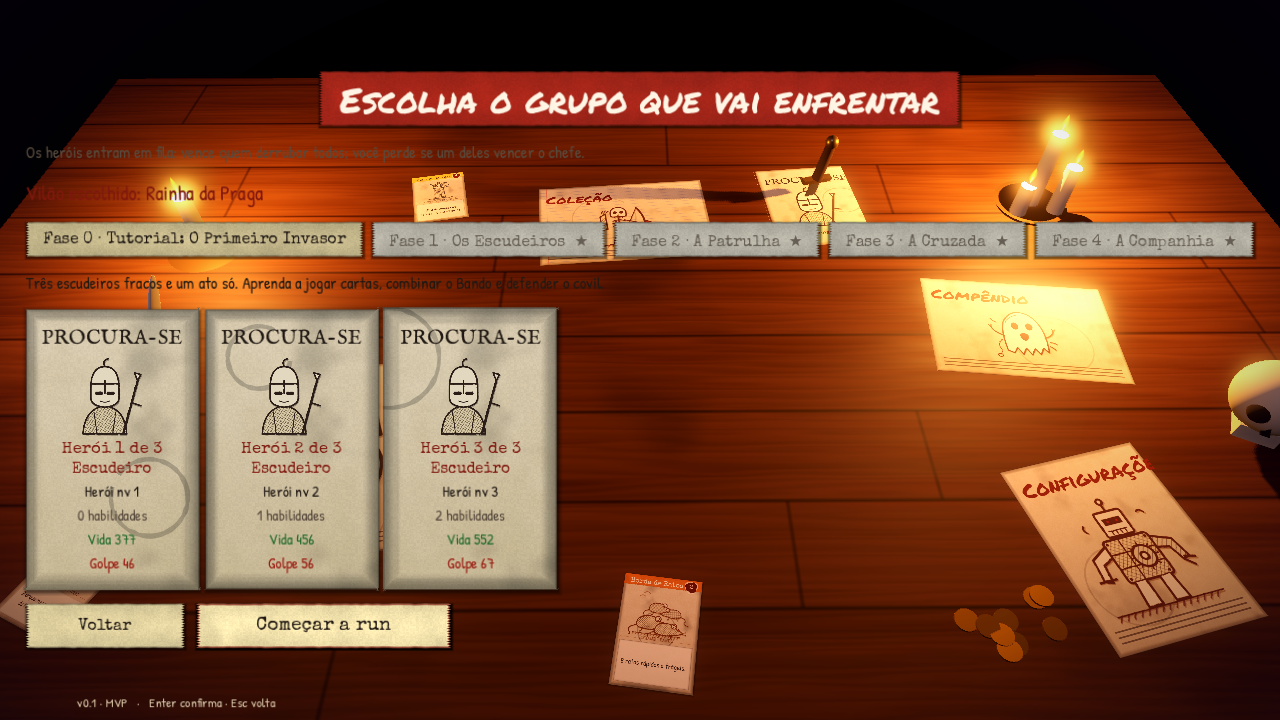 Escolha o grupo que vai enfrentar
Os heróis entram em fila: vence quem derrubar todos; você perde se um deles vencer o chefe.
Vilão escolhido: Rainha da Praga
COLEÇÃO
PROCURA-SE
Fase 0 · Tutorial: O Primeiro Invasor
Fase 1 · Os Escudeiros ★
Fase 2 · A Patrulha ★
Fase 3 · A Cruzada ★
Fase 4 · A Companhia ★
Três escudeiros fracos e um ato só. Aprenda a jogar cartas, combinar o Bando e defender o covil.
COMPÊNDIO
PROCURA-SE
Herói 1 de 3
Escudeiro
Herói nv 1
0 habilidades
Vida 377
Golpe 46
PROCURA-SE
Herói 2 de 3
Escudeiro
Herói nv 2
1 habilidades
Vida 456
Golpe 56
PROCURA-SE
Herói 3 de 3
Escudeiro
Herói nv 3
2 habilidades
Vida 552
Golpe 67
CONFIGURAÇÕ
Voltar
Começar a run
v0.1 · MVP · Enter confirma · Esc volta